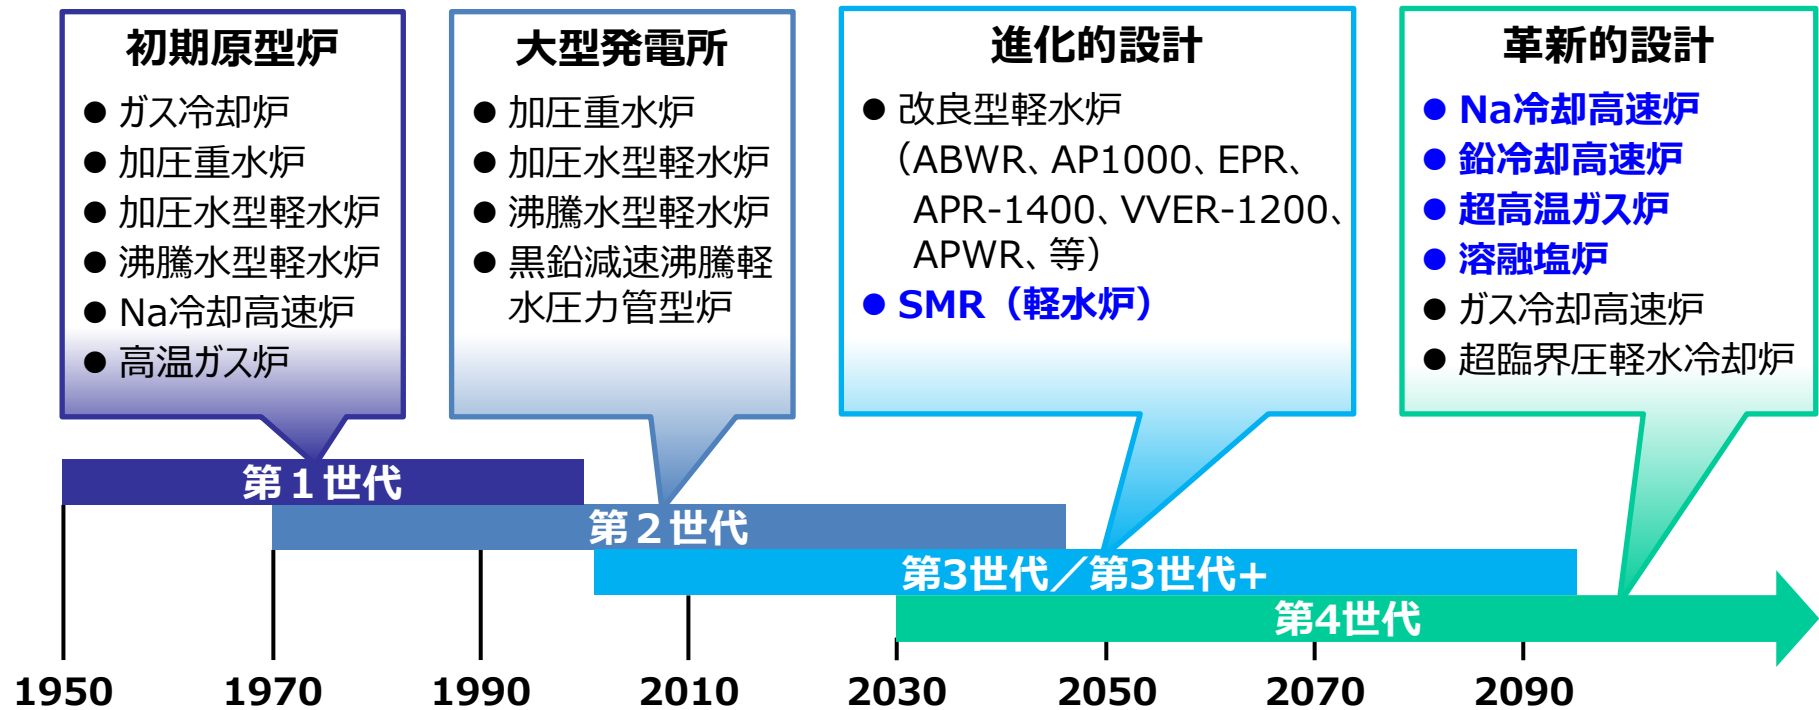 初期原型炉
● ガス冷却炉
● 加圧重水炉
● 加圧水型軽水炉
● 沸騰水型軽水炉
● Na冷却高速炉
● 高温ガス炉
大型発電所
● 加圧重水炉
● 加圧水型軽水炉
● 沸騰水型軽水炉
● 黒鉛減速沸騰軽
水圧力管型炉
進化的設計
● 改良型軽水炉
（ABWR、AP1000、EPR、
APR-1400、VVER-1200、
APWR、等）
● SMR（軽水炉）
革新的設計
● Na冷却高速炉
● 鉛冷却高速炉
● 超高温ガス炉
● 溶融塩炉
● ガス冷却高速炉
● 超臨界圧軽水冷却炉
第１世代
第２世代
第3世代／第3世代+
第4世代
1950 1970 1990 2010 2030 2050 2070 2090